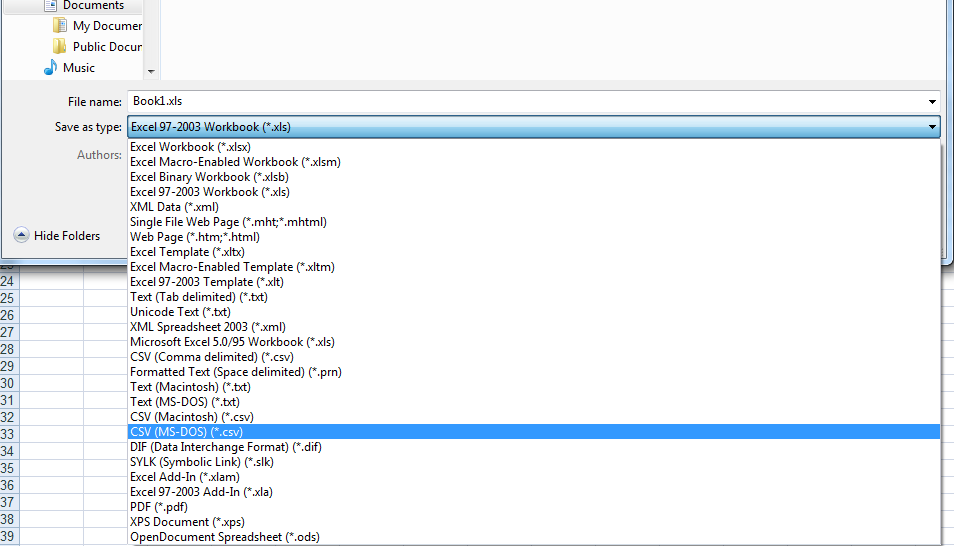 Documents
My Documer
Public Docur
Music
File name: Book1.xls
Save as type: Excel 97-2003 Workbook (*.xls)
Authors:
Excel Workbook (*.xlsx)
Excel Macro-Enabled Workbook (*.xlsm)
Excel Binary Workbook (*.xlsb)
Excel 97-2003 Workbook (*.xls)
XML Data (*.xml)
Single File Web Page (*.mht;*.mhtml)
Web Page (*.htm;*.html)
Excel Template (*.xltx)
Excel Macro-Enabled Template (*.xltm)
Excel 97-2003 Template (*.xlt)
Text (Tab delimited) (*.txt)
Unicode Text (*.txt)
XML Spreadsheet 2003 (*.xml)
Microsoft Excel 5.0/95 Workbook (*.xls)
CSV (Comma delimited) (*.csv)
Formatted Text (Space delimited) (*.prn)
Text (Macintosh) (*.txt)
Text (MS-DOS) (*.txt)
CSV (Macintosh) (*.csv)
CSV (MS-DOS) (*.csv)
DIF (Data Interchange Format) (*.dif)
SYLK (Symbolic Link) (*.slk)
Excel Add-In (*.xlam)
Excel 97-2003 Add-In (*.xla)
PDF (*.pdf)
XPS Document (*.xps)
OpenDocument Spreadsheet (*.ods)
Hide Folders
23
24
25
26
27
28
29
30
31
32
33
34
35
36
37
38
39